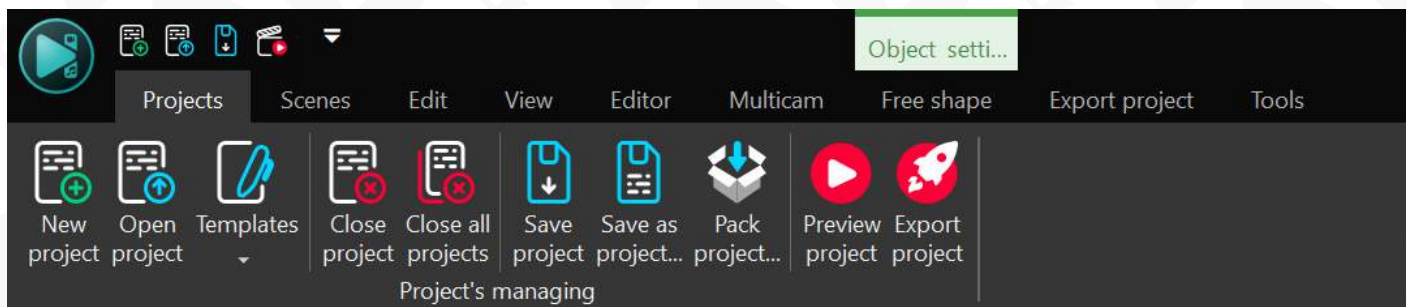 Object setti...
Projects Scenes Edit View Editor Multicam Free shape Export project Tools
New Open Templates Close Close all Save Save as Pack Preview Export
project project project projects project project... project... project project
Project's managing